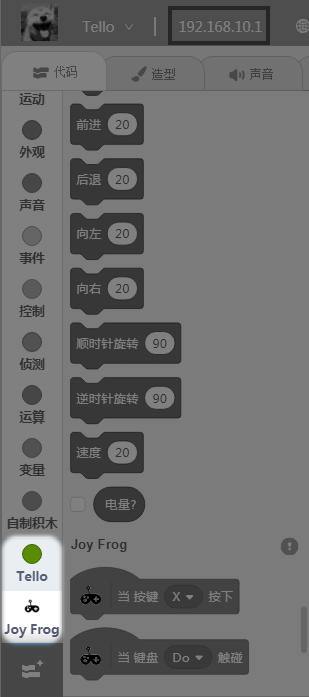 Tello 192.168.10.1
代码 造型 声音
运动
外观
声音
事件
控制
侦测
运算
变量
自制积木
Tello
Joy Frog
前进 20
后退 20
向左 20
向右 20
顺时针旋转 90
逆时针旋转 90
速度 20
电量?
Joy Frog
当 按键 X 按下
当 键盘 Do 触碰